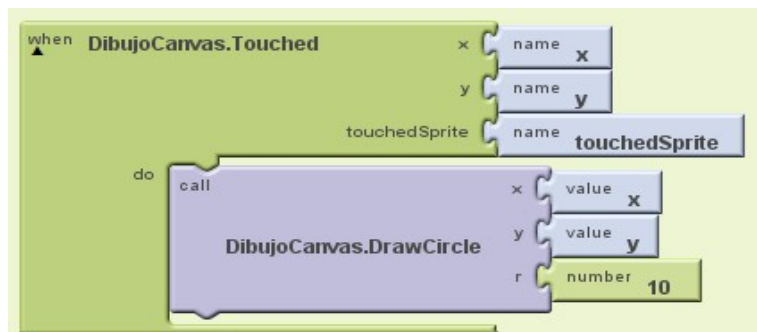 when DibujoCanvas.Touched x name x
y name y
touchedSprite name touchedSprite
do call x value x
DibujoCanvas.DrawCircle y value y
r number 10